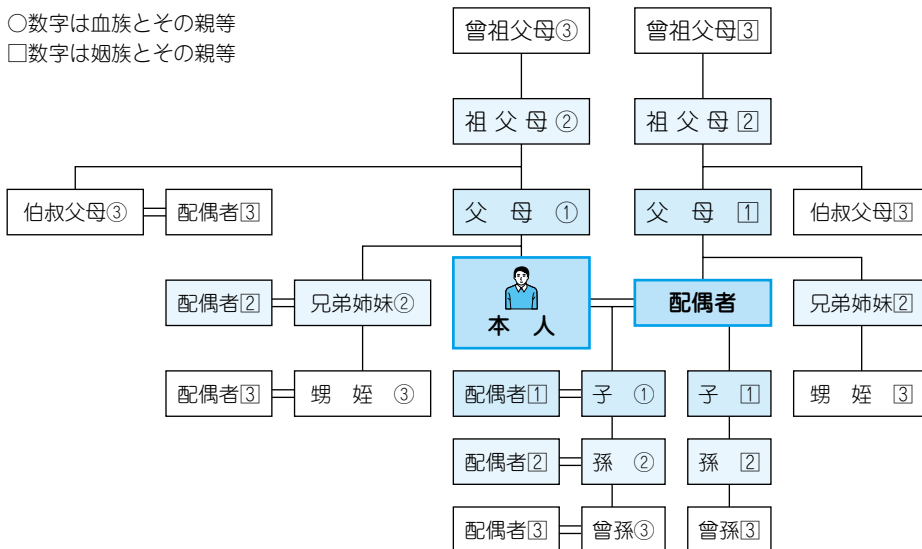 ○数字は血族とその親等
□数字は姻族とその親等
曾祖父母③
曾祖父母3⃣
祖父母②
祖父母2⃣
伯叔父母③
配偶者3⃣
父母①
父母1⃣
伯叔父母3⃣
配偶者2⃣
兄弟姉妹②
本人
配偶者
兄弟姉妹2⃣
配偶者3⃣
甥姪③
配偶者1⃣
子①
子1⃣
甥姪3⃣
配偶者2⃣
孫②
孫2⃣
配偶者3⃣
曾孫③
曾孫3⃣